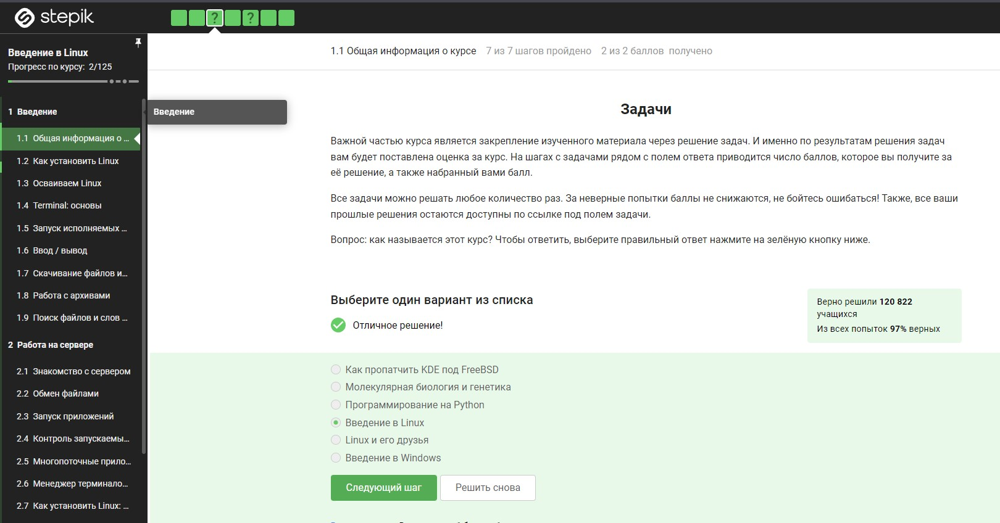 stepik
? ?
Введение в Linux
Прогресс по курсу: 2/125
1 Введение
1.1 Общая информация о ...
1.2 Как установить Linux
1.3 Осваиваем Linux
1.4 Terminal: основы
1.5 Запуск исполняемых ...
1.6 Ввод / вывод
1.7 Скачивание файлов и...
1.8 Работа с архивами
1.9 Поиск файлов и слов ...
2 Работа на сервере
2.1 Знакомство с сервером
2.2 Обмен файлами
2.3 Запуск приложений
2.4 Контроль запускаемы...
2.5 Многопоточные прило...
2.6 Менеджер терминало...
2.7 Как установить Linux: ...
Введение
1.1 Общая информация о курсе 7 из 7 шагов пройдено 2 из 2 баллов получено
Задачи
Важной частью курса является закрепление изученного материала через решение задач. И именно по результатам решения задач
вам будет поставлена оценка за курс. На шагах с задачами рядом с полем ответа приводится число баллов, которое вы получите за
её решение, а также набранный вами балл.
Все задачи можно решать любое количество раз. За неверные попытки баллы не снижаются, не бойтесь ошибаться! Также, все ваши
прошлые решения остаются доступны по ссылке под полем задачи.
Вопрос: как называется этот курс? Чтобы ответить, выберите правильный ответ нажмите на зелёную кнопку ниже.
Выберите один вариант из списка
Отличное решение!
Верно решили 120 822
учащихся
Из всех попыток 97% верных
Как пропатчить KDE под FreeBSD
Молекулярная биология и генетика
Программирование на Python
Введение в Linux
Linux и его друзья
Введение в Windows
Следующий шаг Решить снова